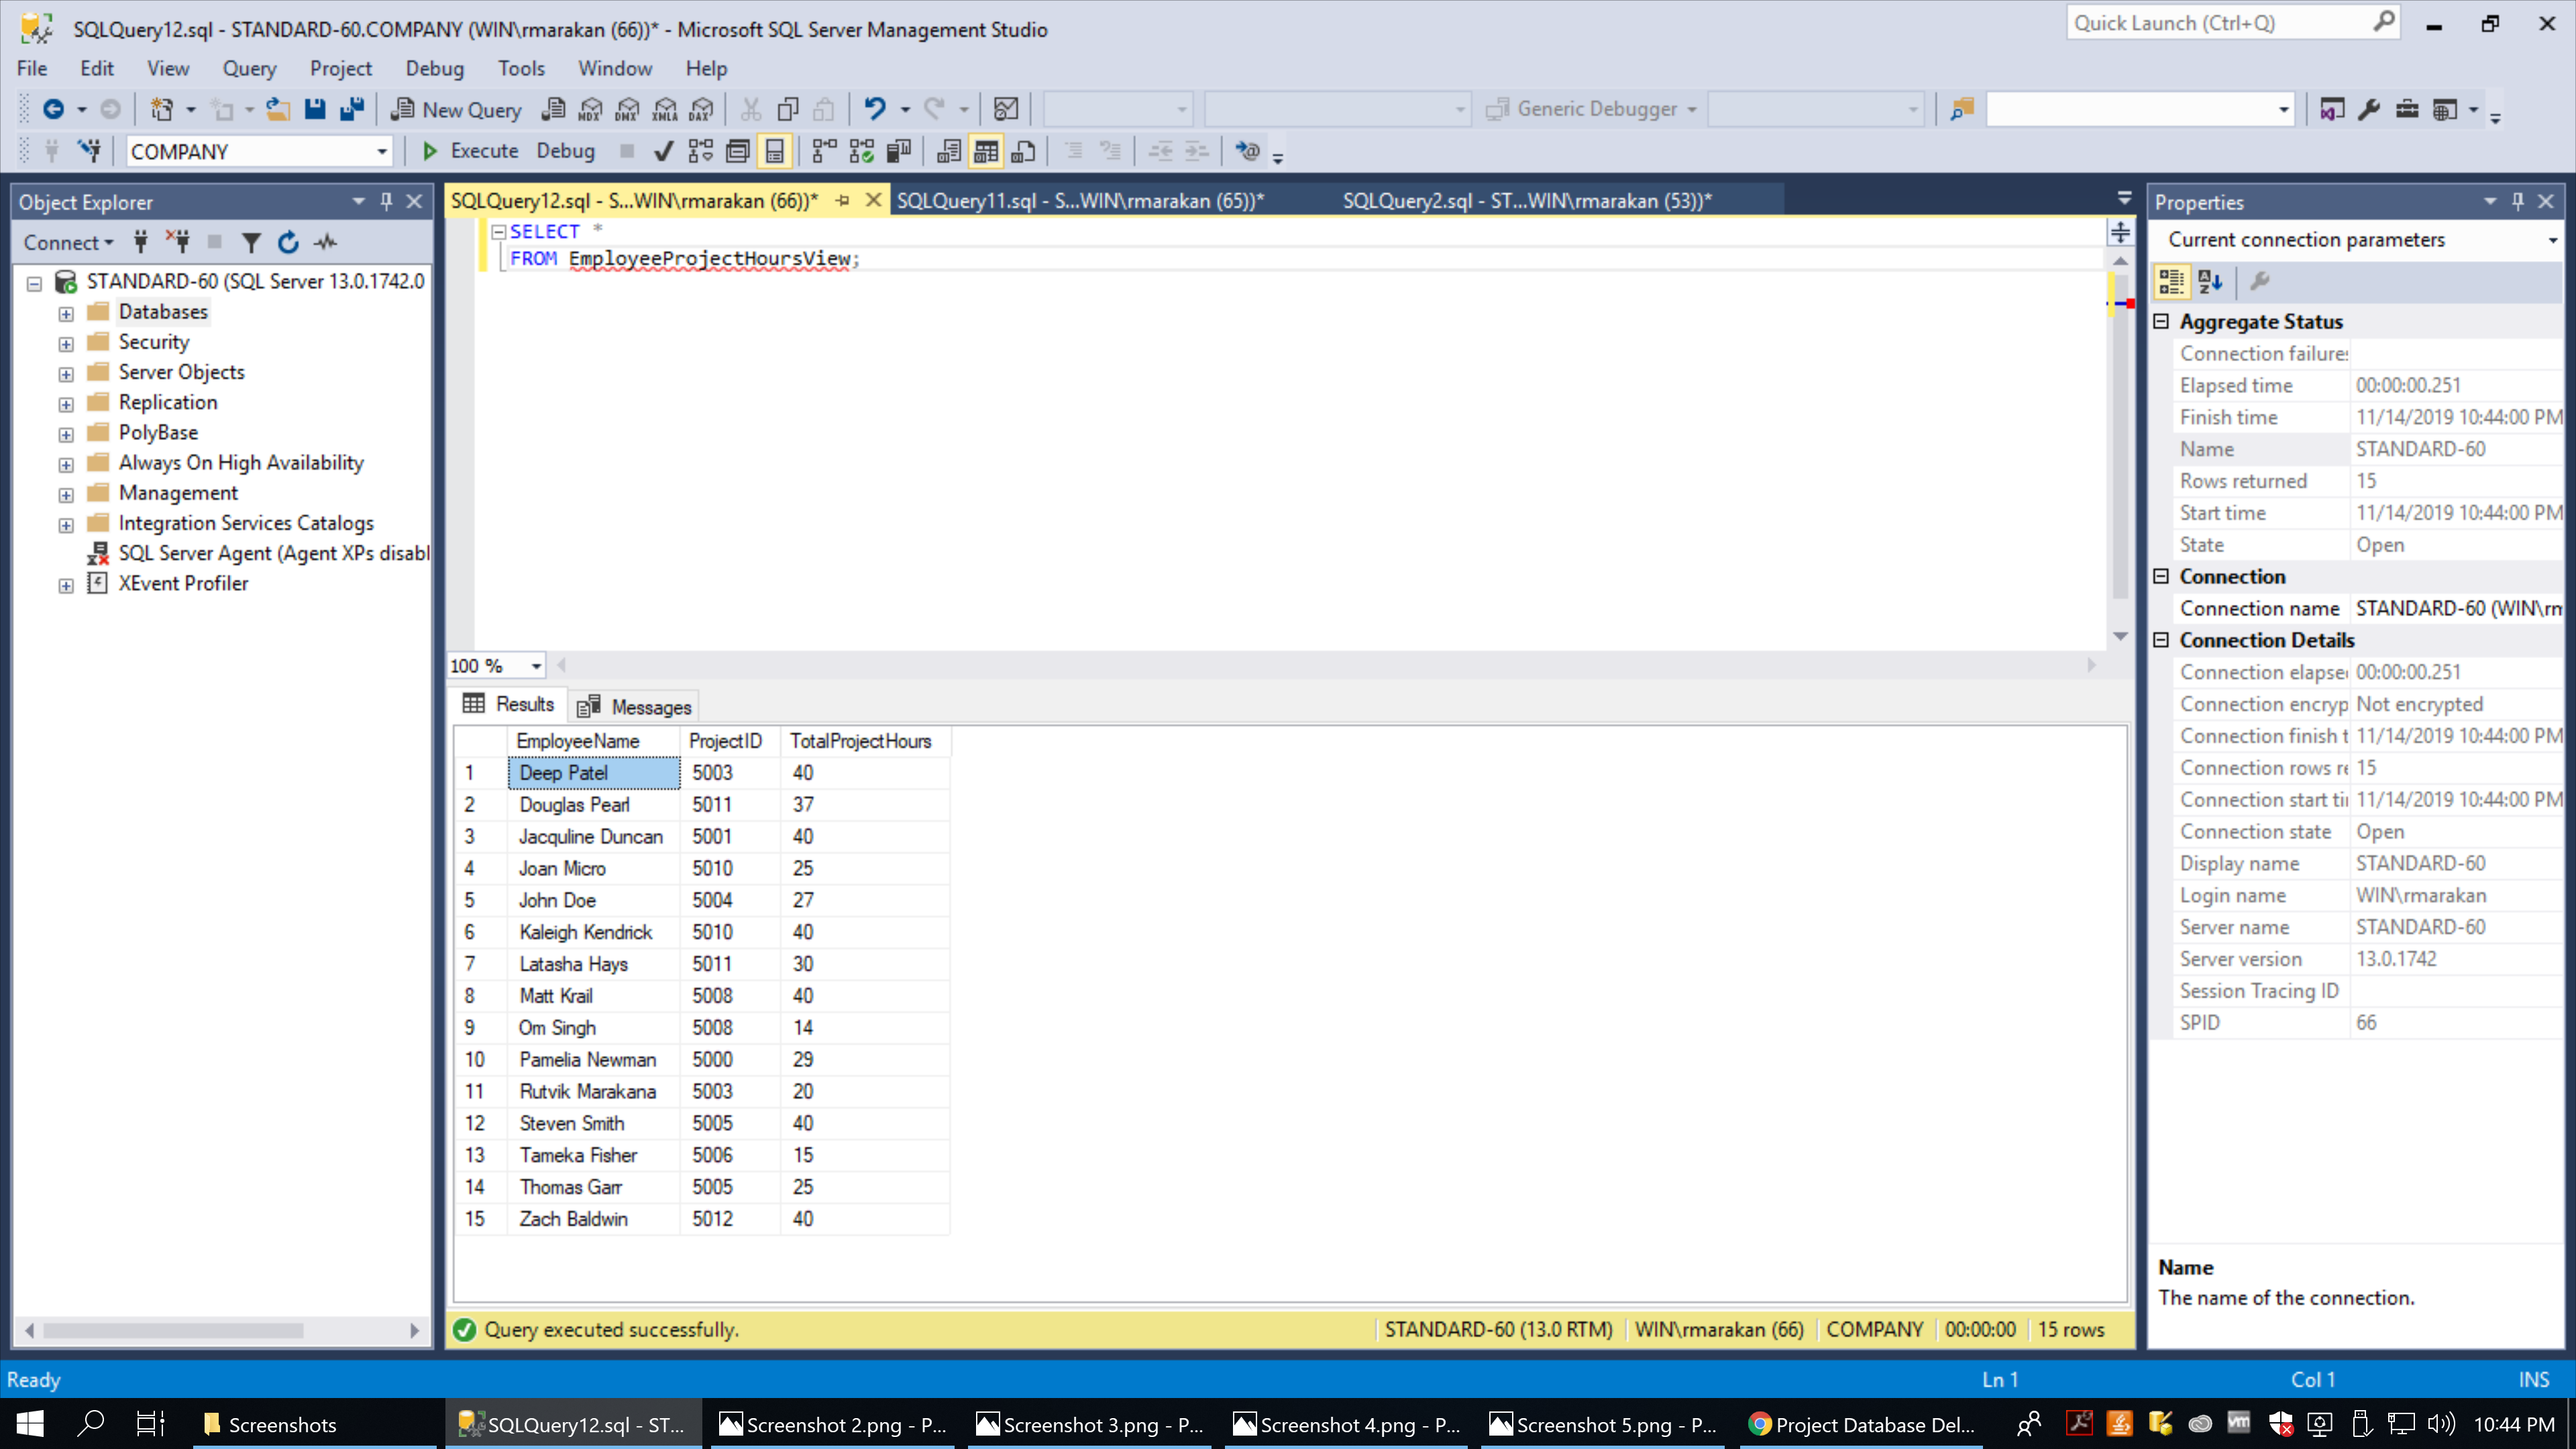 SQLQuery12.sql - STANDARD-60.COMPANY (WIN\rmarakan (66))* - Microsoft SQL Server Management Studio
Quick Launch (Ctrl+Q)
File Edit View Query Project Debug Tools Window Help
New Query MDX DMX XMLA DAX Generic Debugger
COMPANY Execute Debug
Object Explorer
Connect
STANDARD-60 (SQL Server 13.0.1742.0
Databases
Security
Server Objects
Replication
PolyBase
Always On High Availability
Management
Integration Services Catalogs
SQL Server Agent (Agent XPs disabl
XEvent Profiler
SQLQuery12.sql - S...WIN\rmarakan (66))* SQLQuery11.sql - S...WIN\rmarakan (65))* SQLQuery2.sql - ST...WIN\rmarakan (53))*
SELECT *
FROM EmployeeProjectHoursView;
100 %
Results Messages
EmployeeName ProjectID TotalProjectHours
1 Deep Patel 5003 40
2 Douglas Pearl 5011 37
3 Jacquline Duncan 5001 40
4 Joan Micro 5010 25
5 John Doe 5004 27
6 Kaleigh Kendrick 5010 40
7 Latasha Hays 5011 30
8 Matt Krail 5008 40
9 Om Singh 5008 14
10 Pamelia Newman 5000 29
11 Rutvik Marakana 5003 20
12 Steven Smith 5005 40
13 Tameka Fisher 5006 15
14 Thomas Garr 5005 25
15 Zach Baldwin 5012 40
Query executed successfully. STANDARD-60 (13.0 RTM) WIN\rmarakan (66) COMPANY 00:00:00 15 rows
Properties
Current connection parameters
Aggregate Status
Connection failures
Elapsed time 00:00:00.251
Finish time 11/14/2019 10:44:00 PM
Name STANDARD-60
Rows returned 15
Start time 11/14/2019 10:44:00 PM
State Open
Connection
Connection name STANDARD-60 (WIN\rm
Connection Details
Connection elapse 00:00:00.251
Connection encryp Not encrypted
Connection finish t 11/14/2019 10:44:00 PM
Connection rows re 15
Connection start ti 11/14/2019 10:44:00 PM
Connection state Open
Display name STANDARD-60
Login name WIN\rmarakan
Server name STANDARD-60
Server version 13.0.1742
Session Tracing ID
SPID 66
Name
The name of the connection.
Ready Ln 1 Col 1 INS
Screenshots SQLQuery12.sql - ST... Screenshot 2.png - P... Screenshot 3.png - P... Screenshot 4.png - P... Screenshot 5.png - P... Project Database Del... vm 10:44 PM